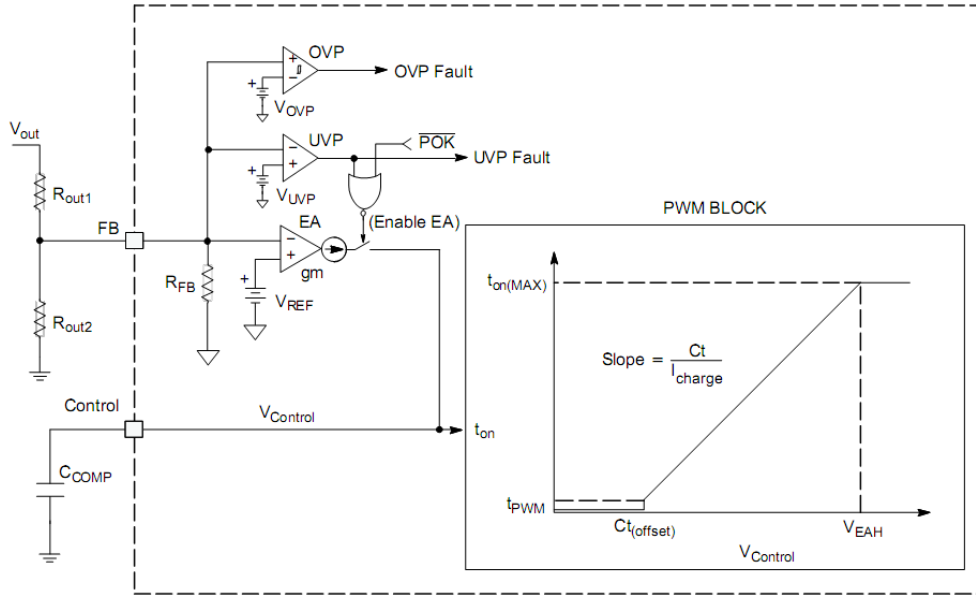 OVP
+
−
OVP Fault
+
VOVP
Vout
UVP
POK
−
+
UVP Fault
+
VUVP
Rout1
FB
EA
(Enable EA)
−
+
gm
RFB
+
VREF
Rout2
PWM BLOCK
ton(MAX)
Slope = Ct
Icharge
Control
VControl
ton
CCOMP
tPWM
Ct(offset)
VEAH
VControl